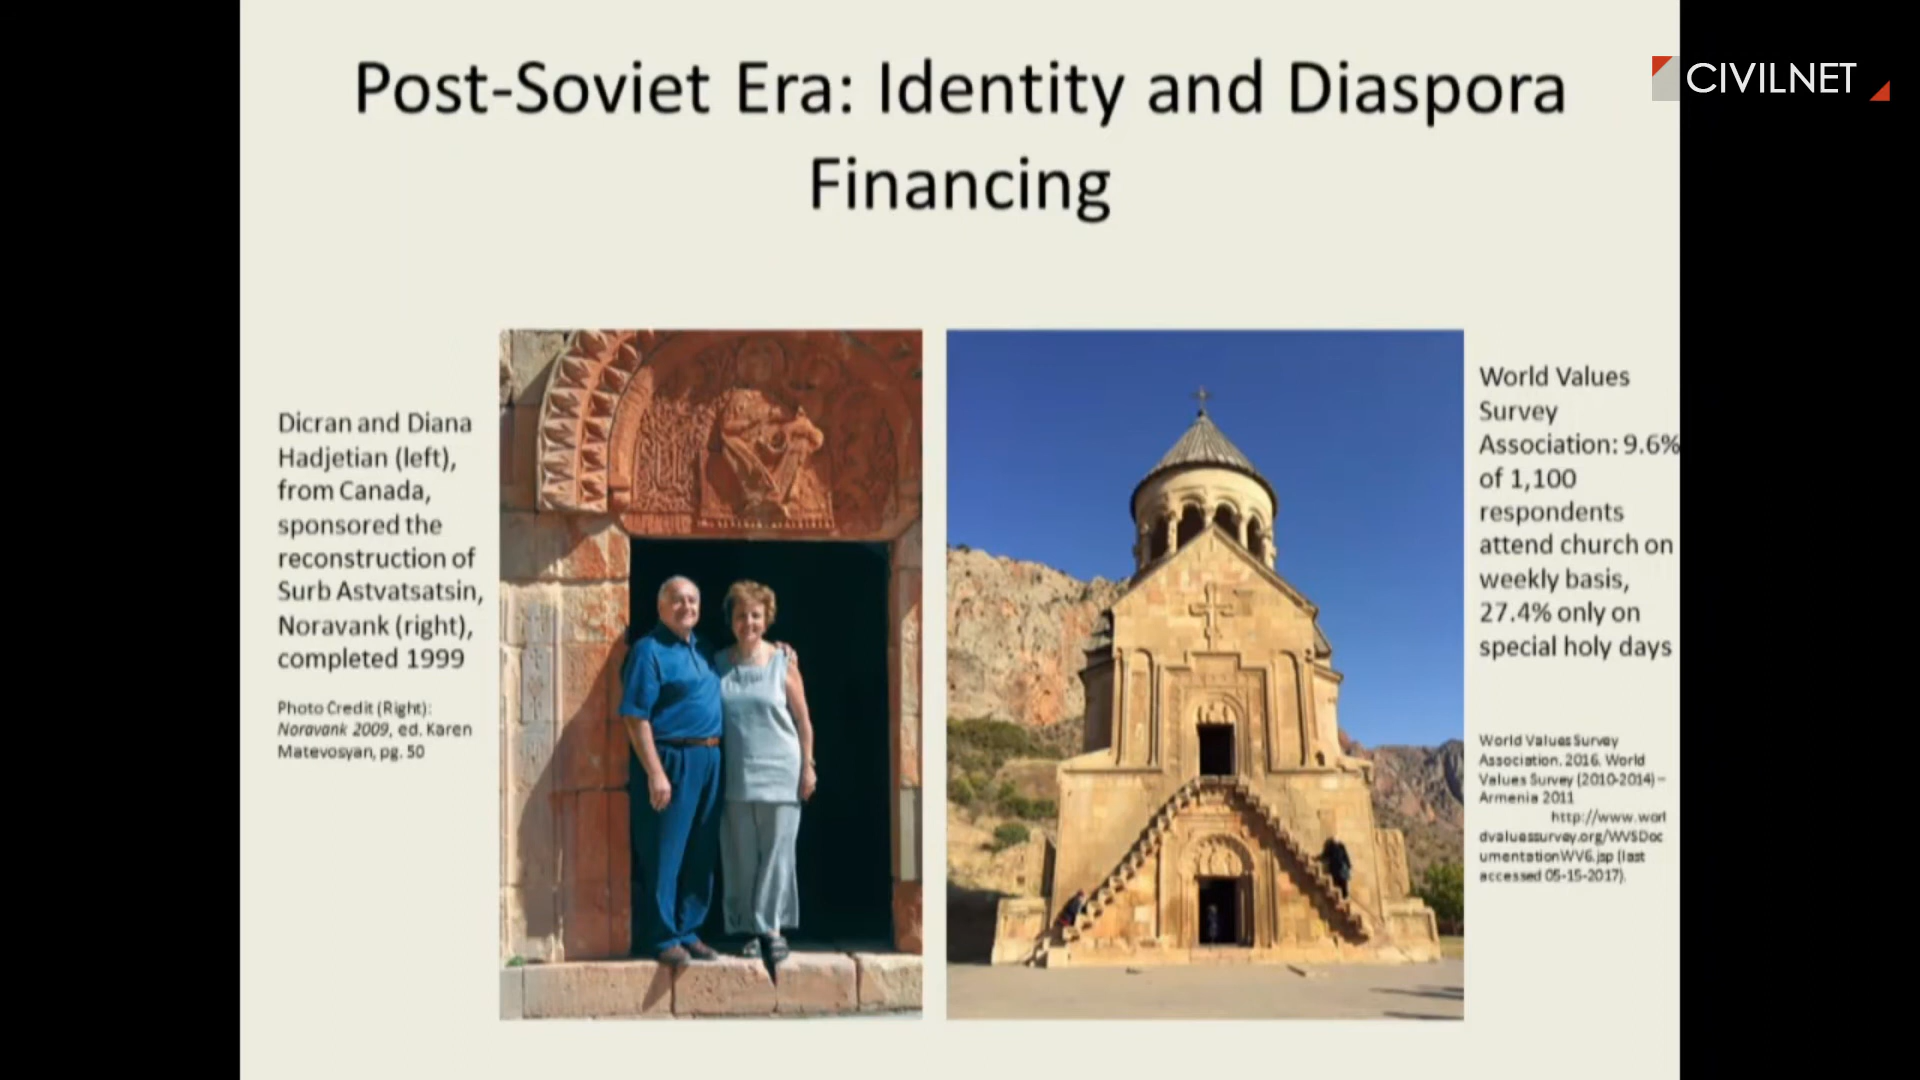 Post-Soviet Era: Identity and Diaspora
Financing
CIVILNET
Dicran and Diana
Hadjetian (left),
from Canada,
sponsored the
reconstruction of
Surb Astvatsatsin,
Noravank (right),
completed 1999
Photo Credit (Right):
Noravank 2009, ed. Karen
Matevosyan, pg. 50
World Values
Survey
Association: 9.6%
of 1,100
respondents
attend church on
weekly basis,
27.4% only on
special holy days
World Values Survey
Association. 2016. World
Values Survey (2010-2014) –
Armenia 2011
http://www.worl
dvaluessurvey.org/WVSDoc
umentationWV6.jsp (last
accessed 05-15-2017).